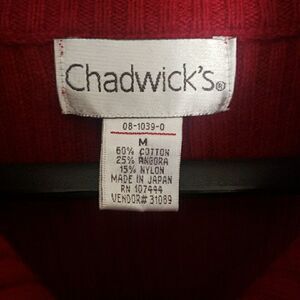 Chadwick's®
08-1039-0
M
60% COTTON
25% ANGORA
15% NYLON
MADE IN JAPAN
RN 107444
VENDOR# 31089